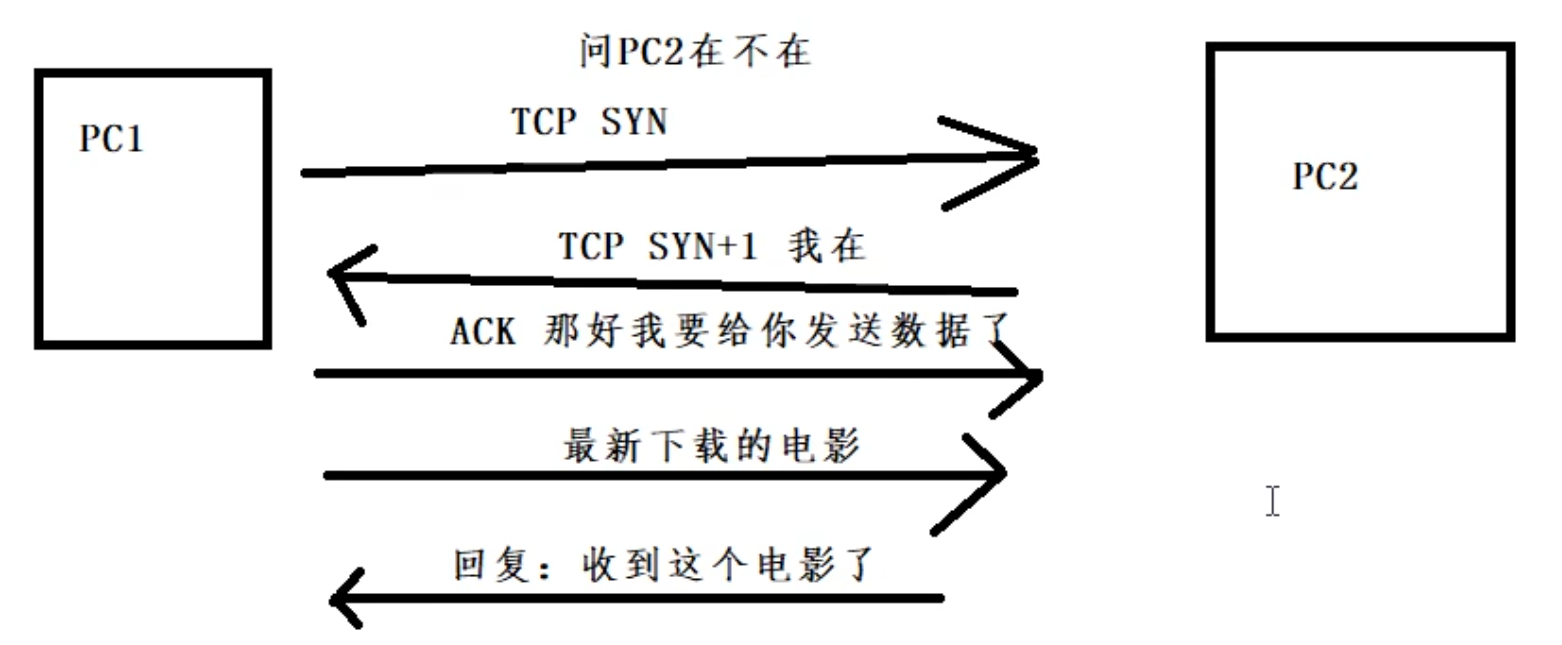 问PC2在不在
TCP SYN
PC1
PC2
TCP SYN+1 我在
ACK 那好我要给你发送数据了
最新下载的电影
回复：收到这个电影了